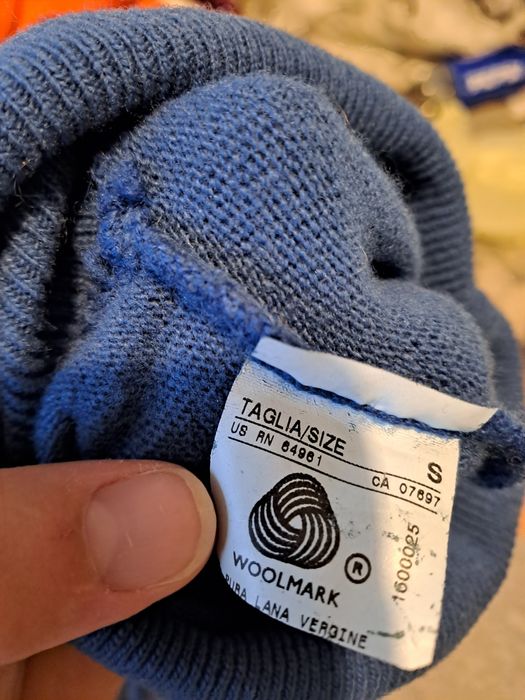 TAGLIA/SIZE S
US RN 64961 CA 07697
WOOLMARK ®
PURA LANA VERGINE
1600025